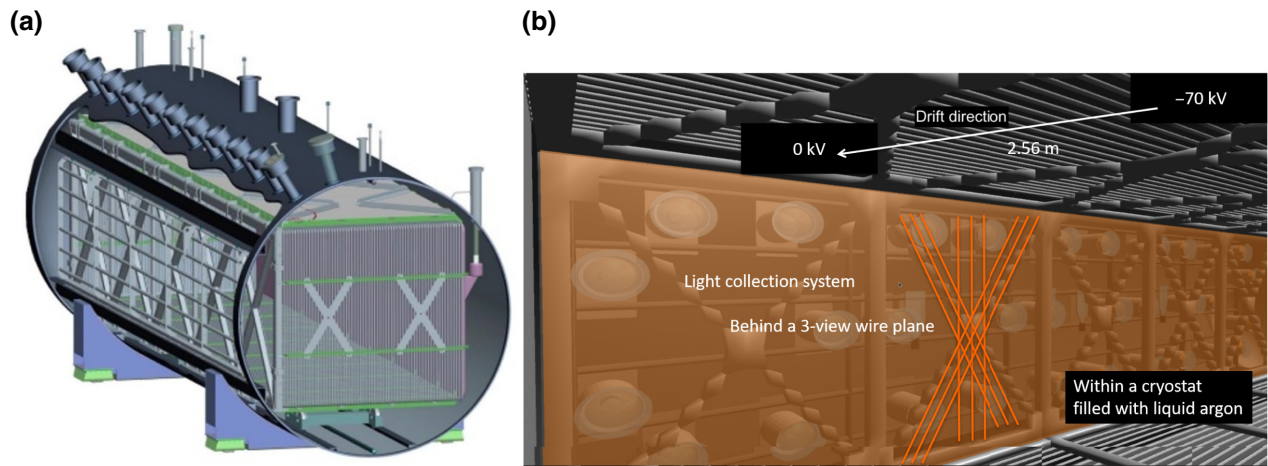 (a)
(b)
–70 kV
Drift direction
0 kV
2.56 m
Light collection system
Behind a 3-view wire plane
Within a cryostat
filled with liquid argon